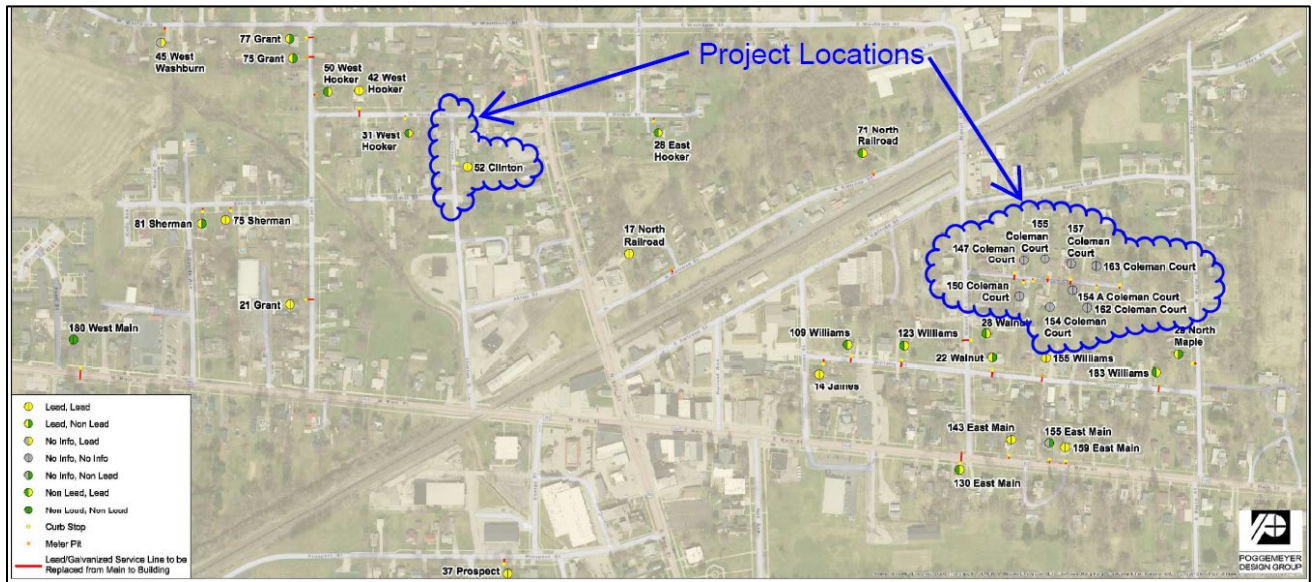 Project Locations
77 Grant
75 Grant
45 West
Washburn
50 West
Hooker
42 West
Hooker
31 West
Hooker
52 Clinton
28 East
Hooker
71 North
Railroad
81 Sherman
75 Sherman
17 North
Railroad
21 Grant
180 West Main
147 Coleman
Court
155
Coleman
Court
157
Coleman
Court
163 Coleman Court
150 Coleman
Court
154 A Coleman Court
162 Coleman Court
154 Coleman
Court
109 Williams
123 Williams
28 Walnut
22 Walnut
155 Williams
North
Maple
183 Williams
14 James
143 East Main
155 East Main
159 East Main
130 East Main
37 Prospect
Lead, Lead
Lead, Non Lead
No Info, Lead
No Info, No Info
No Info, Non Lead
Non Lead, Lead
Non Lead, Non Lead
Curb Stop
Meter Pit
Lead/Galvanized Service Line to be
Replaced from Main to Building
POGGEMEYER
DESIGN GROUP